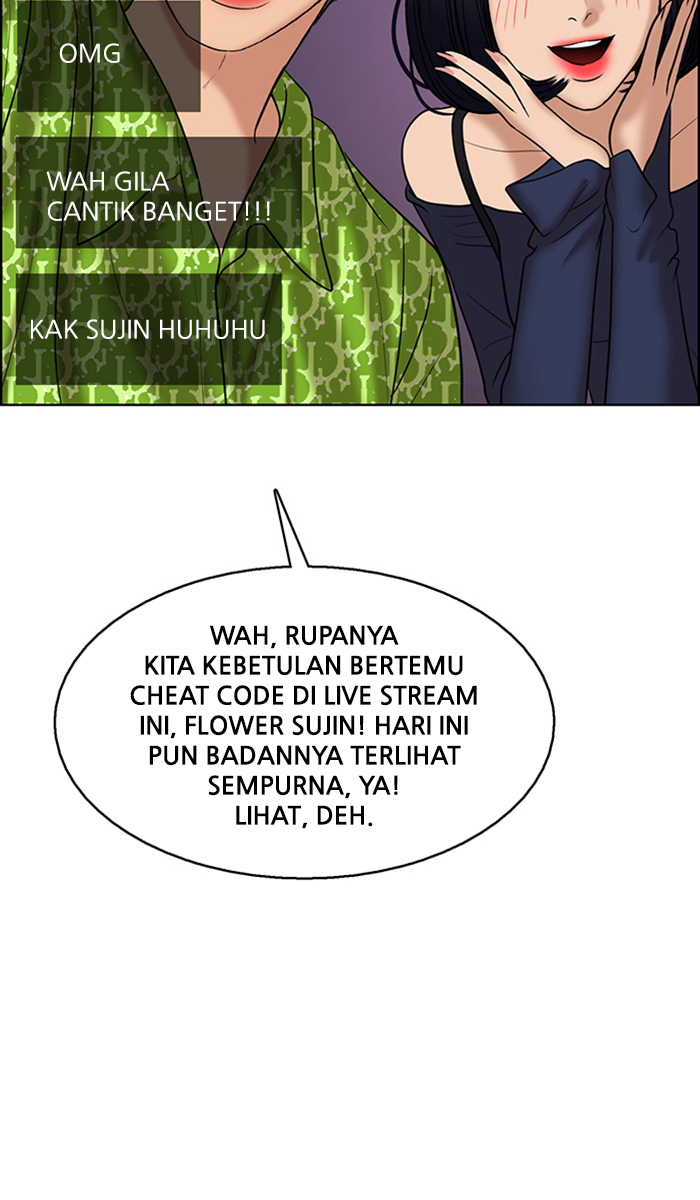 OMG
WAH GILA
CANTIK BANGET!!!
KAK SUJIN HUHUHU
WAH, RUPANYA
KITA KEBETULAN BERTEMU
CHEAT CODE DI LIVE STREAM
INI, FLOWER SUJIN! HARI INI
PUN BADANNYA TERLIHAT
SEMPURNA, YA!
LIHAT, DEH.